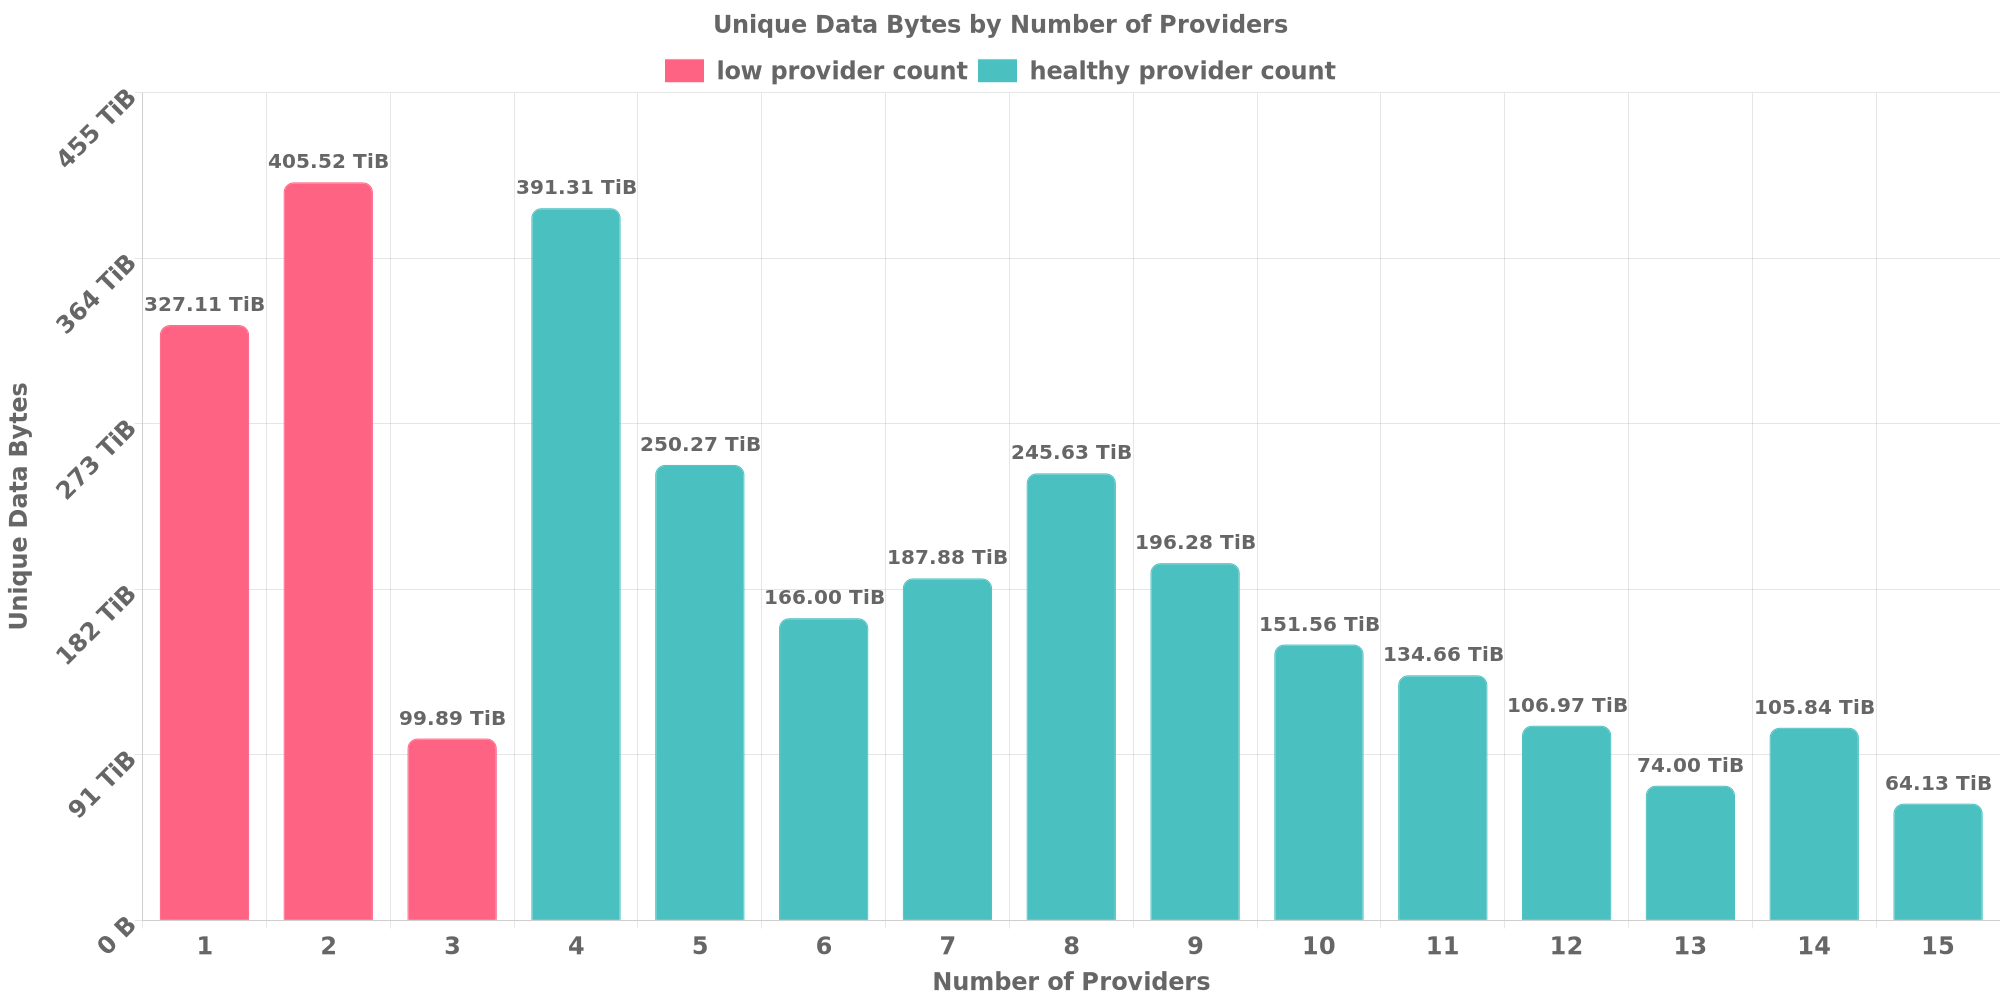 Unique Data Bytes by Number of Providers
low provider count healthy provider count
455 TiB
364 TiB
273 TiB
182 TiB
91 TiB
0 B
Unique Data Bytes
327.11 TiB
405.52 TiB
99.89 TiB
391.31 TiB
250.27 TiB
166.00 TiB
187.88 TiB
245.63 TiB
196.28 TiB
151.56 TiB
134.66 TiB
106.97 TiB
74.00 TiB
105.84 TiB
64.13 TiB
1 2 3 4 5 6 7 8 9 10 11 12 13 14 15
Number of Providers